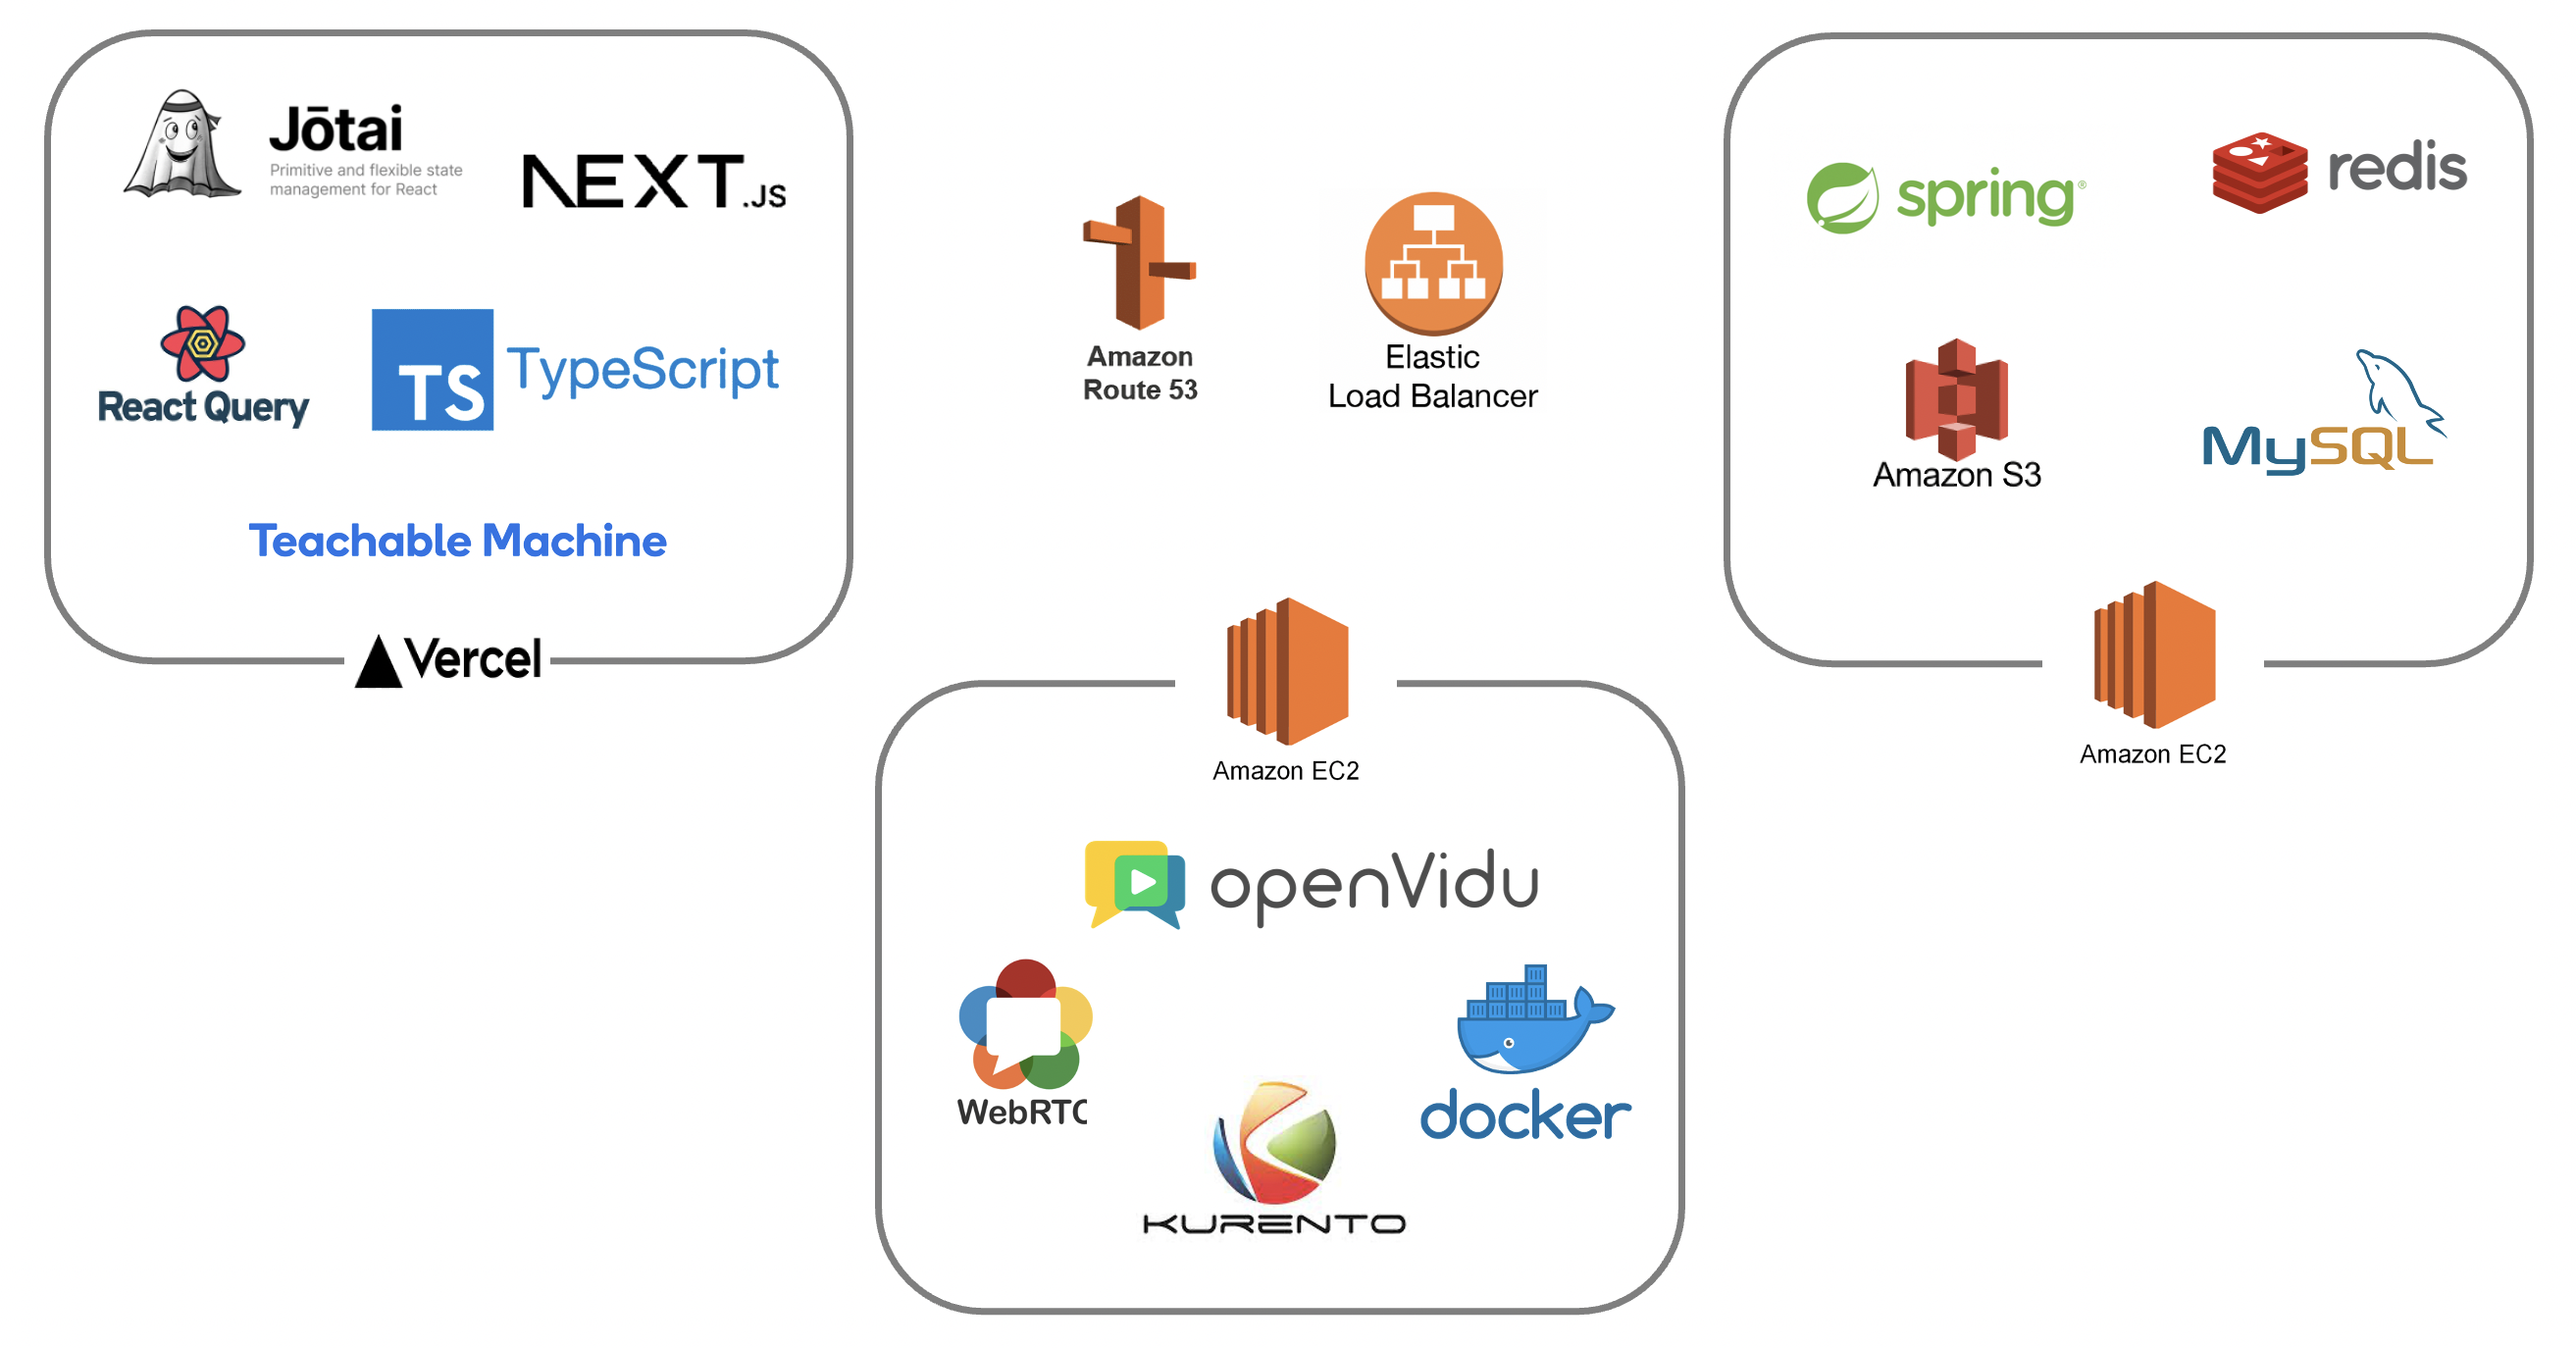 Jōtai
Primitive and flexible state
management for React
NEXT.JS
React Query
TS TypeScript
Teachable Machine
Vercel
Amazon
Route 53
Elastic
Load Balancer
spring®
redis
Amazon S3
MySQL
Amazon EC2
Amazon EC2
openVidu
WebRTC
docker
KURENTO